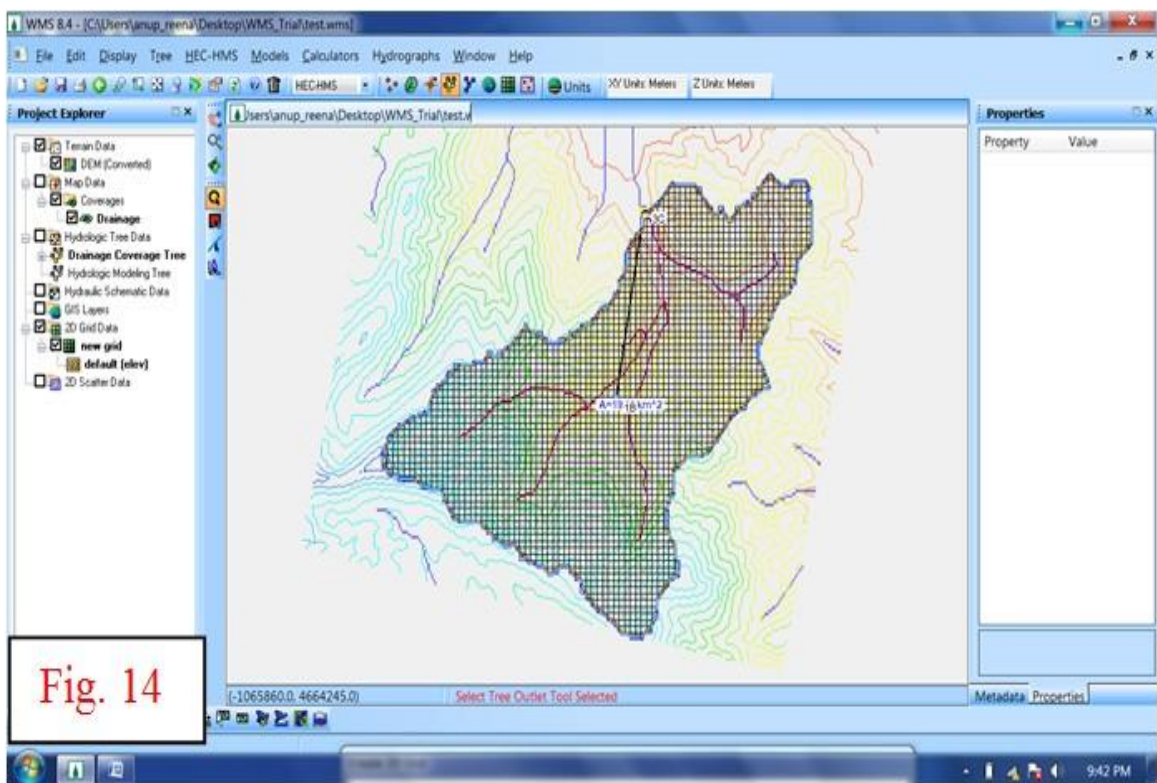 WMS 8.4 - [C:\Users\anup_reena\Desktop\WMS_Trial\test.wms]
File Edit Display Tree HEC-HMS Models Calculators Hydrographs Window Help
HEC-HMS Units XY Units: Meters Z Units: Meters
Project Explorer
Terrain Data
DEM (Converted)
Map Data
Coverages
Drainage
Hydrologic Tree Data
Drainage Coverage Tree
Hydrologic Modeling Tree
Hydraulic Schematic Data
GIS Layers
2D Grid Data
new grid
default (elev)
2D Scatter Data
Jsers\anup_reena\Desktop\WMS_Trial\test.v
Properties
Property Value
Fig. 14
(-1065860.0, 4664245.0) Select Tree Outlet Tool Selected
Metadata Properties
9:42 PM